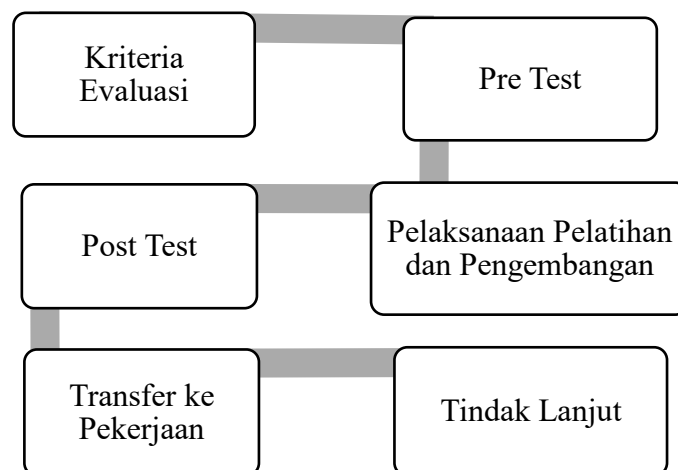 Kriteria
Evaluasi
Pre Test
Pelaksanaan Pelatihan
dan Pengembangan
Post Test
Transfer ke
Pekerjaan
Tindak Lanjut